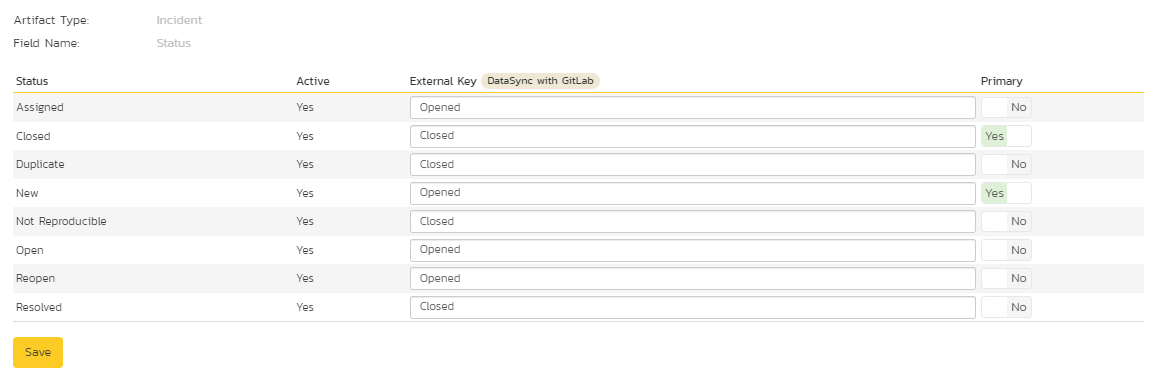 Artifact Type: Incident
Field Name: Status
Status Active External Key DataSync with GitLab Primary
Assigned Yes Opened No
Closed Yes Closed Yes
Duplicate Yes Closed No
New Yes Opened Yes
Not Reproducible Yes Closed No
Open Yes Opened No
Reopen Yes Opened No
Resolved Yes Closed No
Save